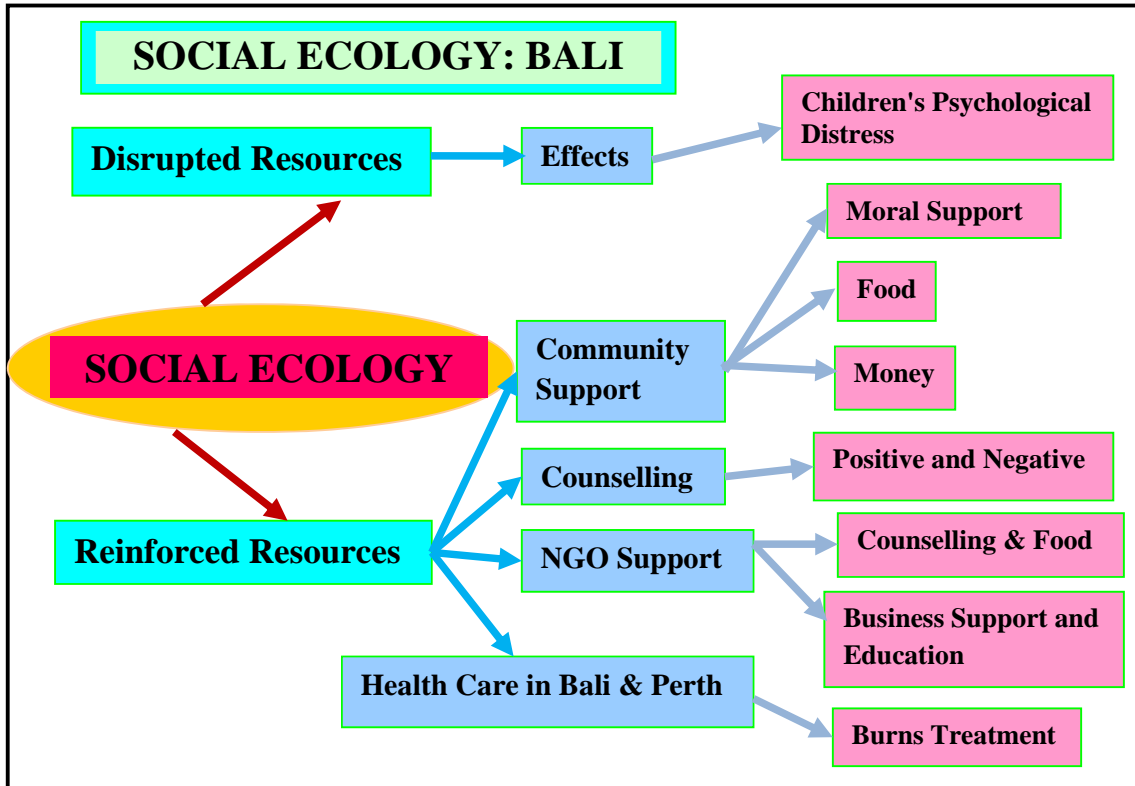 SOCIAL ECOLOGY: BALI
Children's Psychological
Distress
Disrupted Resources
Effects
Moral Support
Food
SOCIAL ECOLOGY
Community
Support
Money
Counselling
Positive and Negative
Reinforced Resources
NGO Support
Counselling & Food
Business Support and
Education
Health Care in Bali & Perth
Burns Treatment